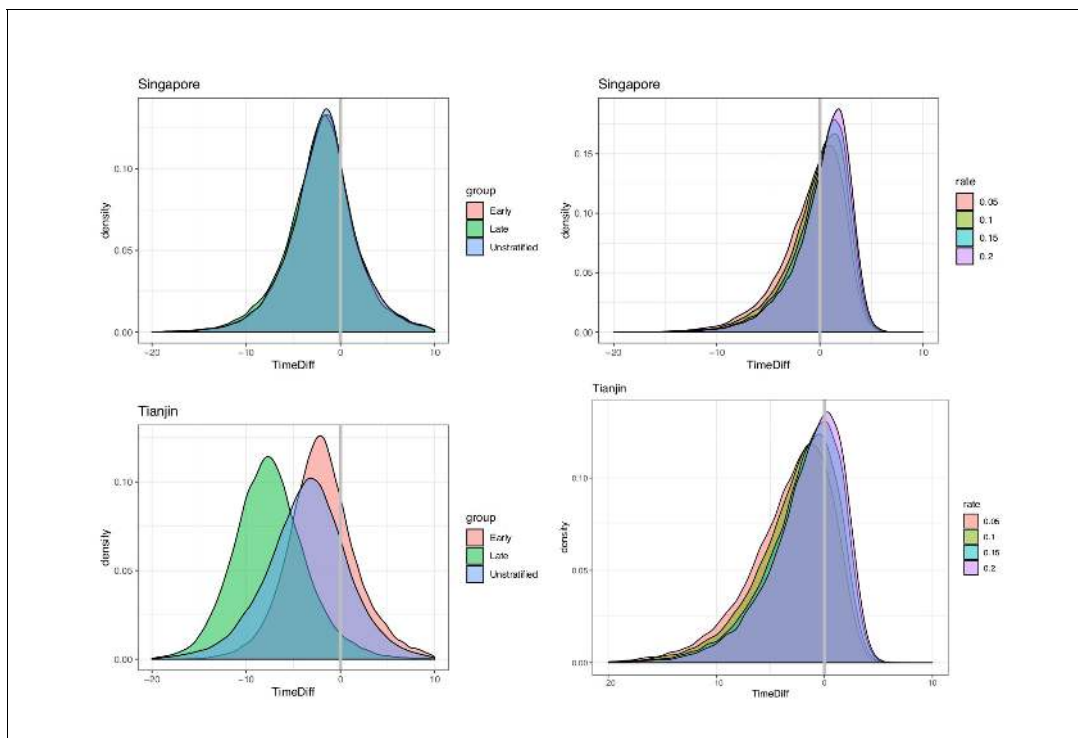 Singapore
0.10
0.05
0.00
density
−20
−10
0
10
TimeDiff
group
Early
Late
Unstratified
Singapore
0.15
0.10
0.05
0.00
density
−20
−10
0
10
TimeDiff
rate
0.05
0.1
0.15
0.2
Tianjin
0.10
0.05
0.00
density
−20
−10
0
10
TimeDiff
group
Early
Late
Unstratified
Tianjin
0.10
0.05
0.00
density
−20
−10
0
10
TimeDiff
rate
0.05
0.1
0.15
0.2